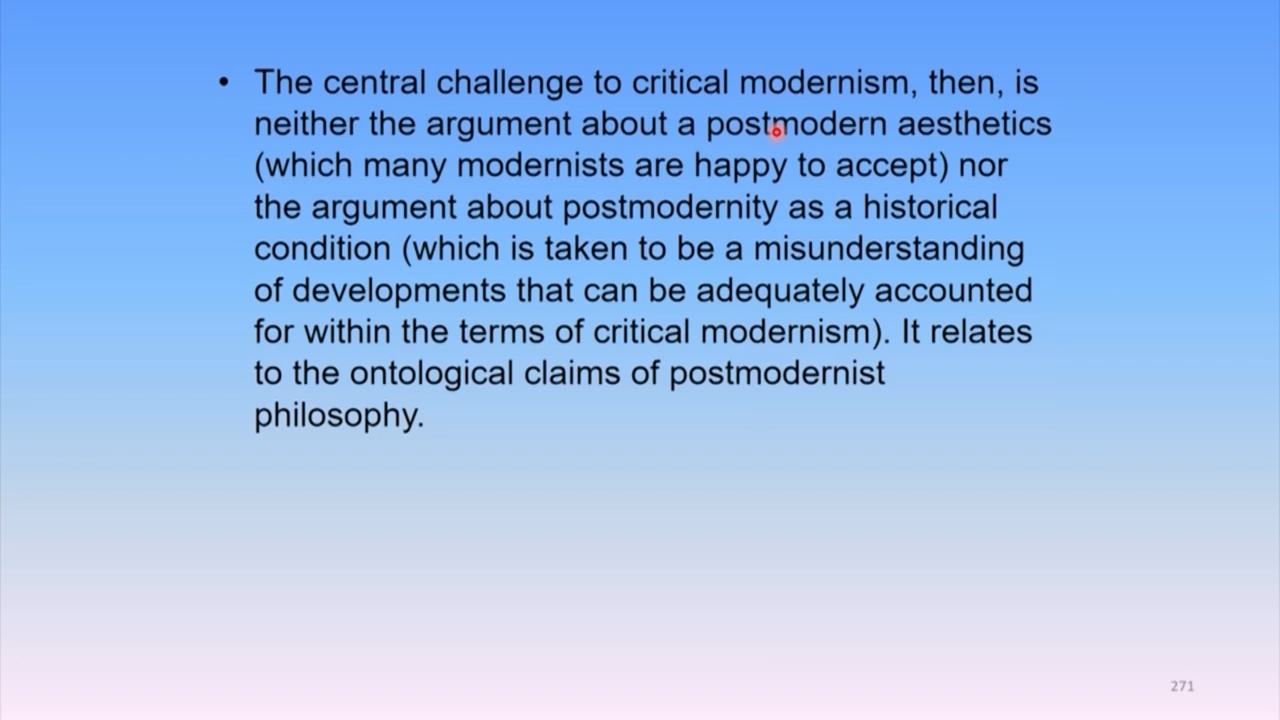 • The central challenge to critical modernism, then, is
neither the argument about a postmodern aesthetics
(which many modernists are happy to accept) nor
the argument about postmodernity as a historical
condition (which is taken to be a misunderstanding
of developments that can be adequately accounted
for within the terms of critical modernism). It relates
to the ontological claims of postmodernist
philosophy.
271